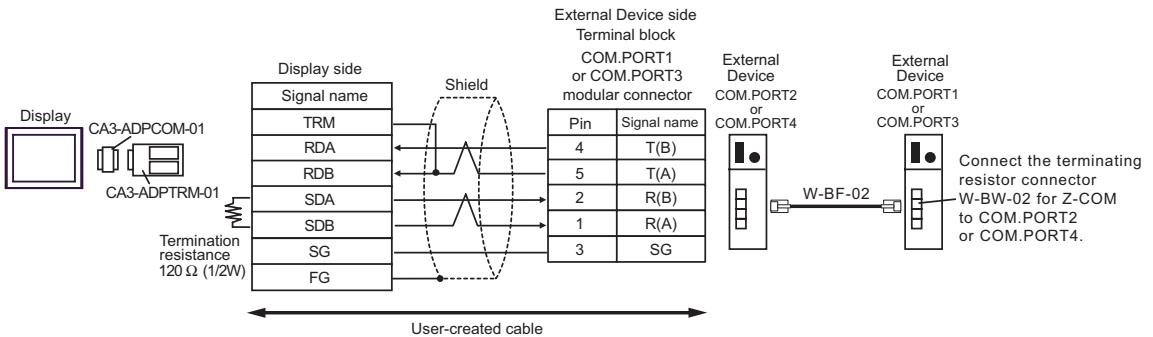 External Device side
Terminal block
COM.PORT1
or COM.PORT3
modular connector
Display side
Shield
External
Device
COM.PORT2
or
COM.PORT4
External
Device
COM.PORT1
or
COM.PORT3
Display
CA3-ADPCOM-01
CA3-ADPTRM-01
Signal name
TRM
RDA
RDB
SDA
SDB
SG
FG
Pin Signal name
4 T(B)
5 T(A)
2 R(B)
1 R(A)
3 SG
W-BF-02
Connect the terminating
resistor connector
W-BW-02 for Z-COM
to COM.PORT2
or COM.PORT4.
Termination
resistance
120 Ω (1/2W)
User-created cable